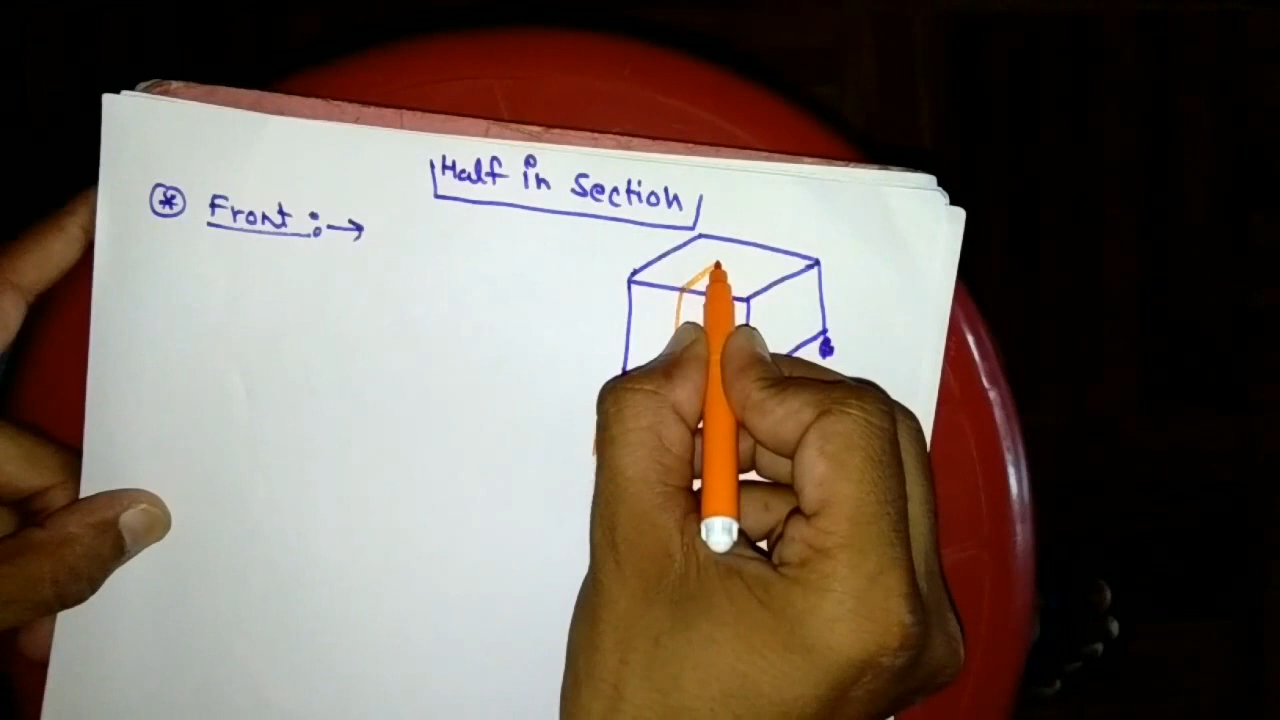 Half in Section
* Front :→